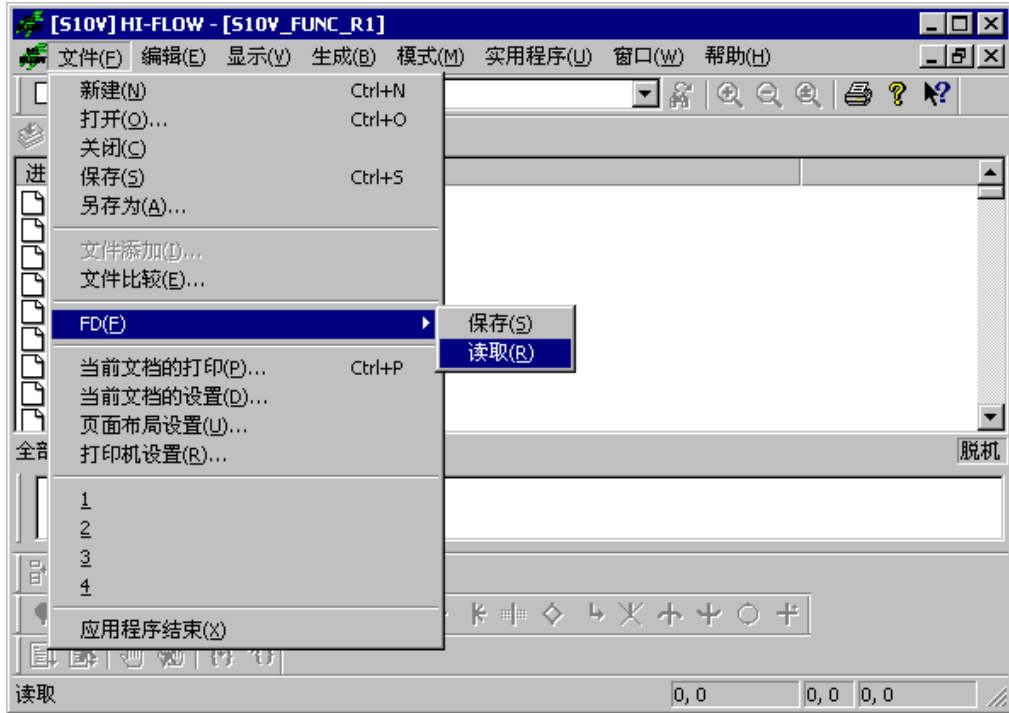 [S10V] HI-FLOW - [S10V_FUNC_R1]
文件(F) 编辑(E) 显示(V) 生成(B) 模式(M) 实用程序(U) 窗口(W) 帮助(H)
新建(N) Ctrl+N
打开(O)... Ctrl+O
关闭(C)
保存(S) Ctrl+S
另存为(A)...
进
文件添加(I)...
文件比较(E)...
FD(F)
保存(S)
读取(R)
当前文档的打印(P)... Ctrl+P
当前文档的设置(D)...
页面布局设置(U)...
打印机设置(R)...
全部 脱机
1
2
3
4
应用程序结束(X)
读取 0, 0 0, 0 0, 0